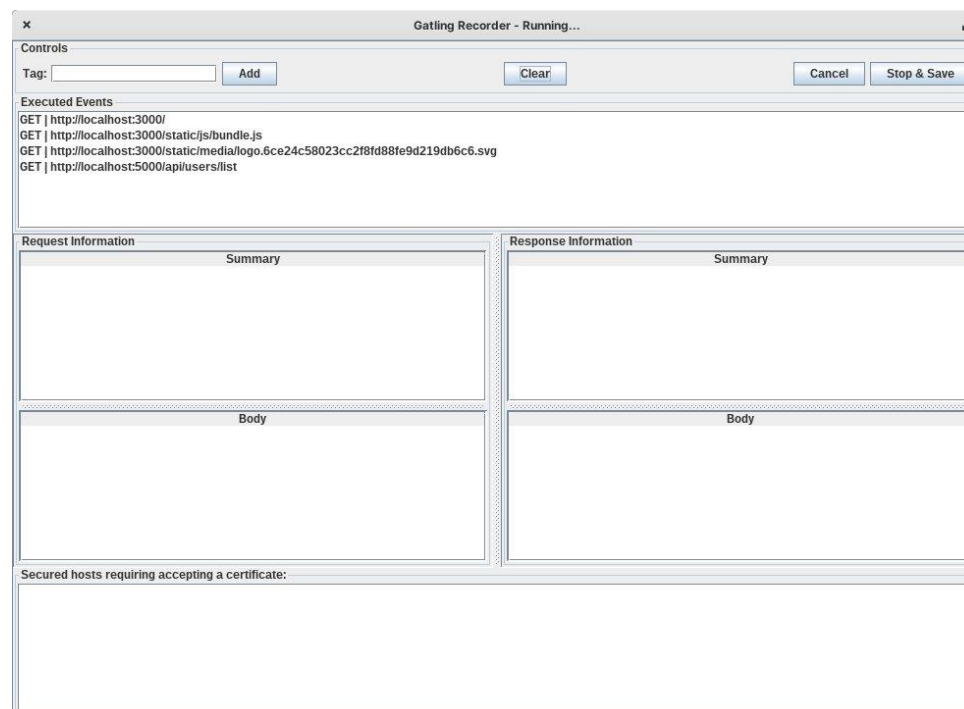 × Gatling Recorder - Running...
Controls
Tag: Add Clear Cancel Stop & Save
Executed Events
GET | http://localhost:3000/
GET | http://localhost:3000/static/js/bundle.js
GET | http://localhost:3000/static/media/logo.6ce24c58023cc2f8fd88fe9d219db6c6.svg
GET | http://localhost:5000/api/users/list
Request Information Response Information
Summary Summary
Body Body
Secured hosts requiring accepting a certificate: